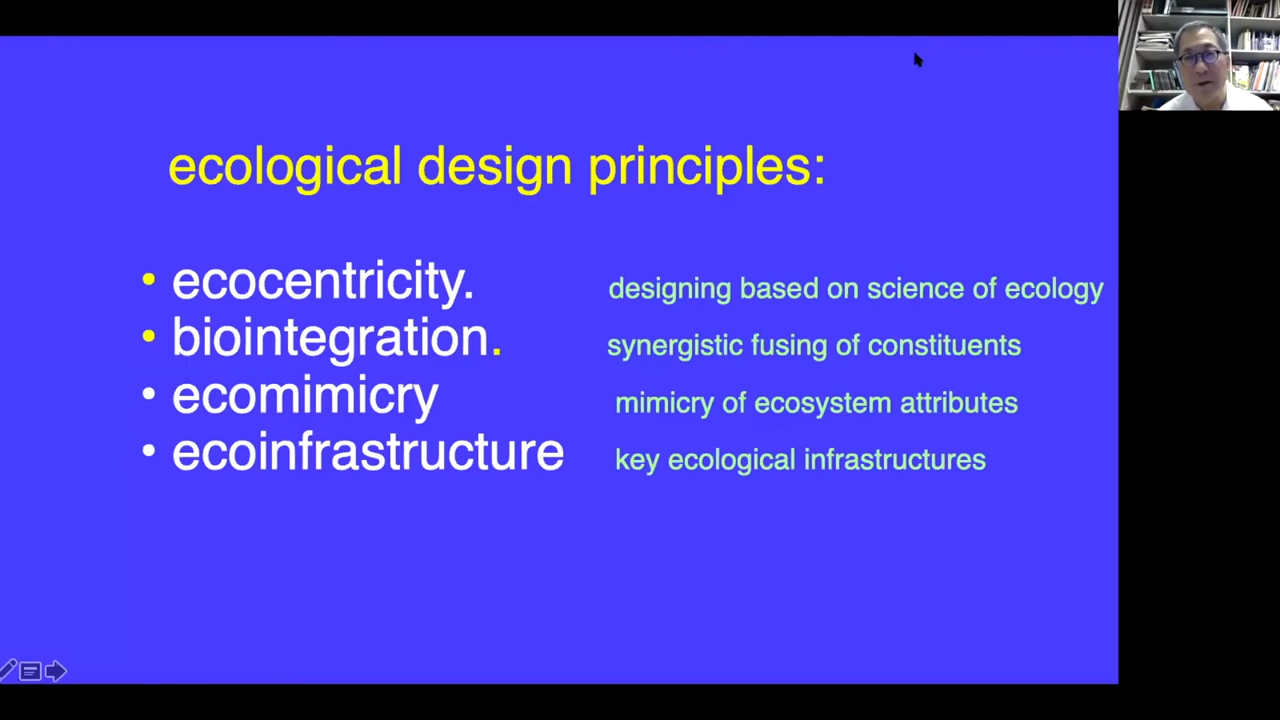 ecological design principles:
• ecocentricity. designing based on science of ecology
• biointegration. synergistic fusing of constituents
• ecomimicry mimicry of ecosystem attributes
• ecoinfrastructure key ecological infrastructures